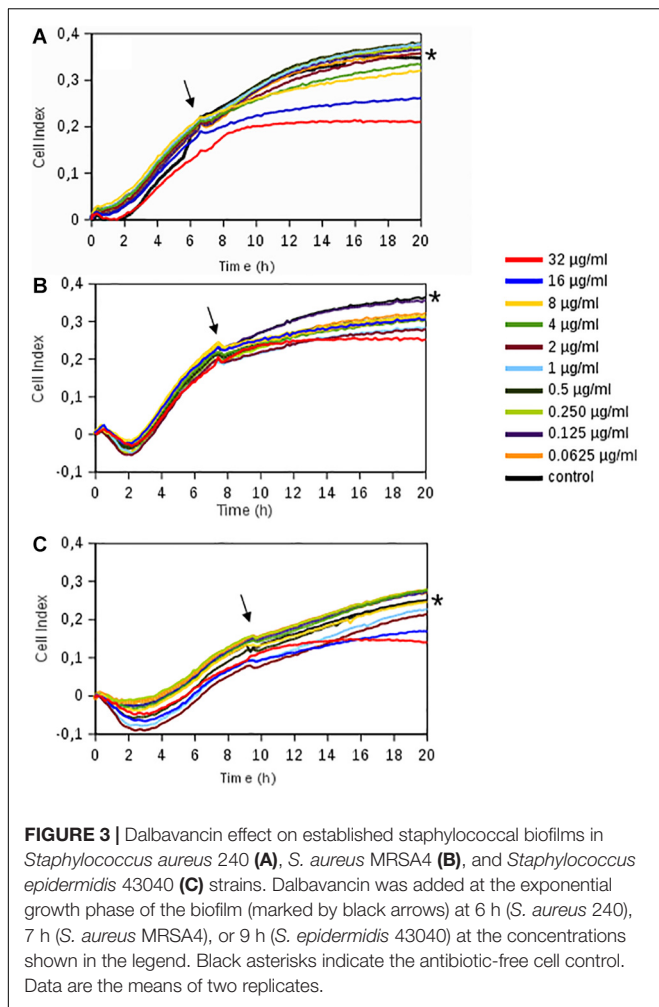 A
0,4
0,3
0,2
0,1
0
Cell Index
*
0 2 4 6 8 10 12 14 16 18 20
Time (h)
B
0,4
0,3
0,2
0,1
0
-0,1
Cell Index
*
0 2 4 6 8 10 12 14 16 18 20
Time (h)
C
0,4
0,3
0,2
0,1
0
-0,1
Cell Index
*
0 2 4 6 8 10 12 14 16 18 20
Time (h)
32 µg/ml
16 µg/ml
8 µg/ml
4 µg/ml
2 µg/ml
1 µg/ml
0.5 µg/ml
0.250 µg/ml
0.125 µg/ml
0.0625 µg/ml
control
FIGURE 3 | Dalbavancin effect on established staphylococcal biofilms in
Staphylococcus aureus 240 (A), S. aureus MRSA4 (B), and Staphylococcus
epidermidis 43040 (C) strains. Dalbavancin was added at the exponential
growth phase of the biofilm (marked by black arrows) at 6 h (S. aureus 240),
7 h (S. aureus MRSA4), or 9 h (S. epidermidis 43040) at the concentrations
shown in the legend. Black asterisks indicate the antibiotic-free cell control.
Data are the means of two replicates.